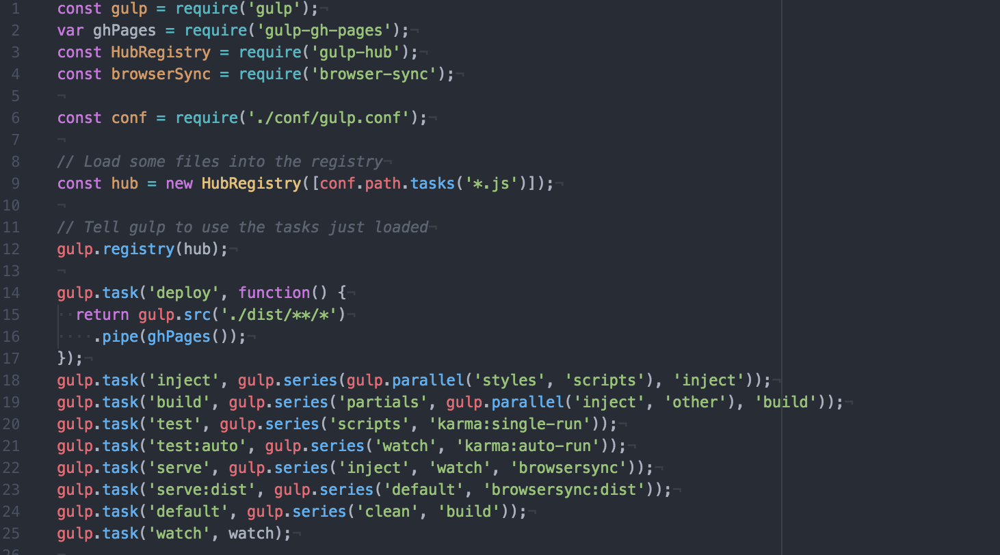 1 const gulp = require('gulp');¬
2 var ghPages = require('gulp-gh-pages');¬
3 const HubRegistry = require('gulp-hub');¬
4 const browserSync = require('browser-sync');¬
5 ¬
6 const conf = require('./conf/gulp.conf');¬
7 ¬
8 // Load some files into the registry¬
9 const hub = new HubRegistry([conf.path.tasks('*.js')]);¬
10 ¬
11 // Tell gulp to use the tasks just loaded¬
12 gulp.registry(hub);¬
13 ¬
14 gulp.task('deploy', function() {¬
15 ··return gulp.src('./dist/**/*')¬
16 ····.pipe(ghPages());¬
17 });¬
18 gulp.task('inject', gulp.series(gulp.parallel('styles', 'scripts'), 'inject'));¬
19 gulp.task('build', gulp.series('partials', gulp.parallel('inject', 'other'), 'build'));¬
20 gulp.task('test', gulp.series('scripts', 'karma:single-run'));¬
21 gulp.task('test:auto', gulp.series('watch', 'karma:auto-run'));¬
22 gulp.task('serve', gulp.series('inject', 'watch', 'browsersync'));¬
23 gulp.task('serve:dist', gulp.series('default', 'browsersync:dist'));¬
24 gulp.task('default', gulp.series('clean', 'build'));¬
25 gulp.task('watch', watch);¬
26 ¬